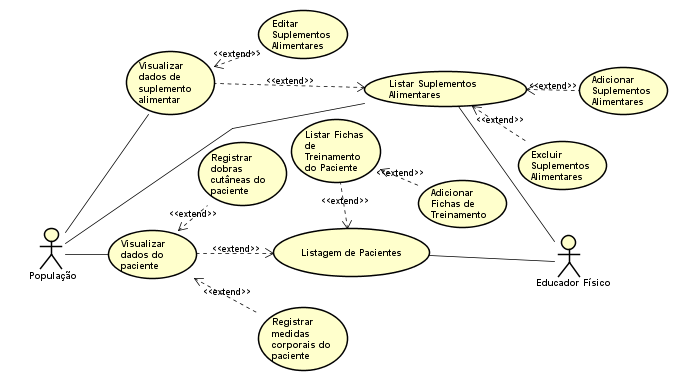 Editar
Suplementos
Alimentares
<<extend>>
Visualizar
dados de
suplemento
alimentar
<<extend>>
Listar Suplementos
Alimentares
<<extend>>
Adicionar
Suplementos
Alimentares
<<extend>>
Listar Fichas
de
Treinamento
do Paciente
Registrar
dobras
cutâneas do
paciente
Excluir
Suplementos
Alimentares
<<extend>>
Adicionar
Fichas de
Treinamento
<<extend>>
<<extend>>
Visualizar
dados do
paciente
<<extend>>
Listagem de Pacientes
População
Educador Físico
<<extend>>
Registrar
medidas
corporais do
paciente